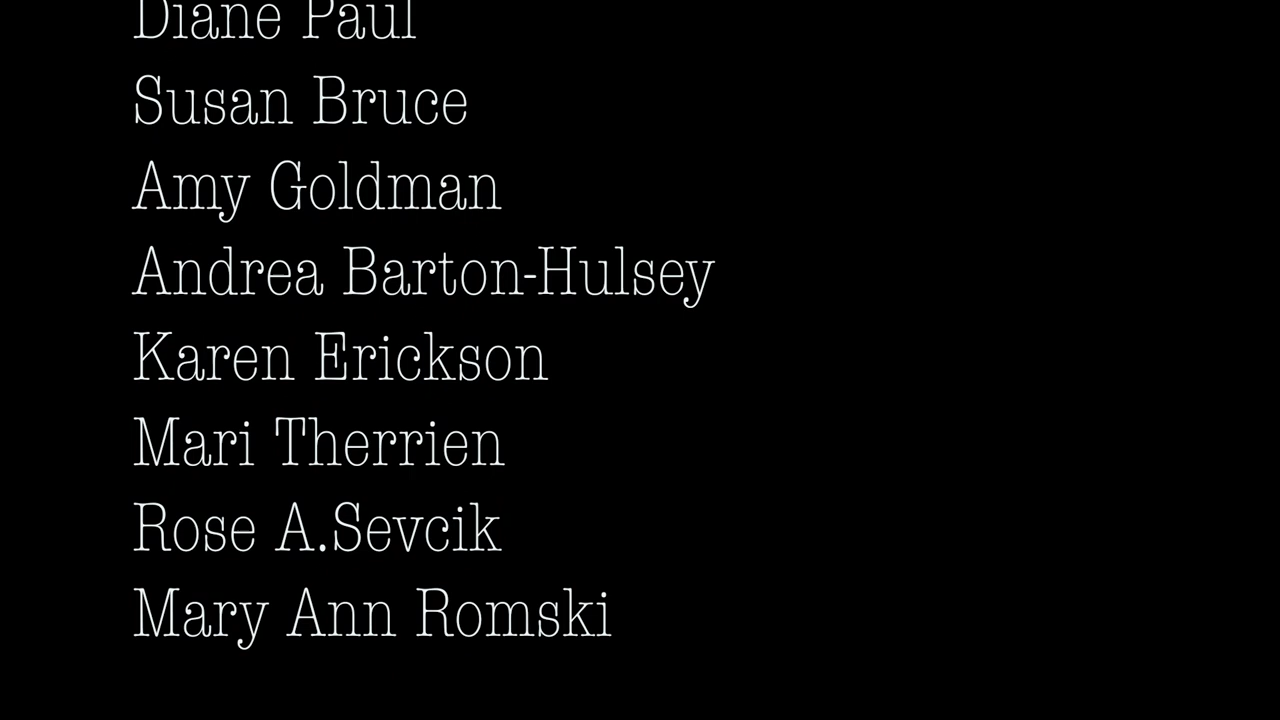 Diane Paul
Susan Bruce
Amy Goldman
Andrea Barton-Hulsey
Karen Erickson
Mari Therrien
Rose A.Sevcik
Mary Ann Romski